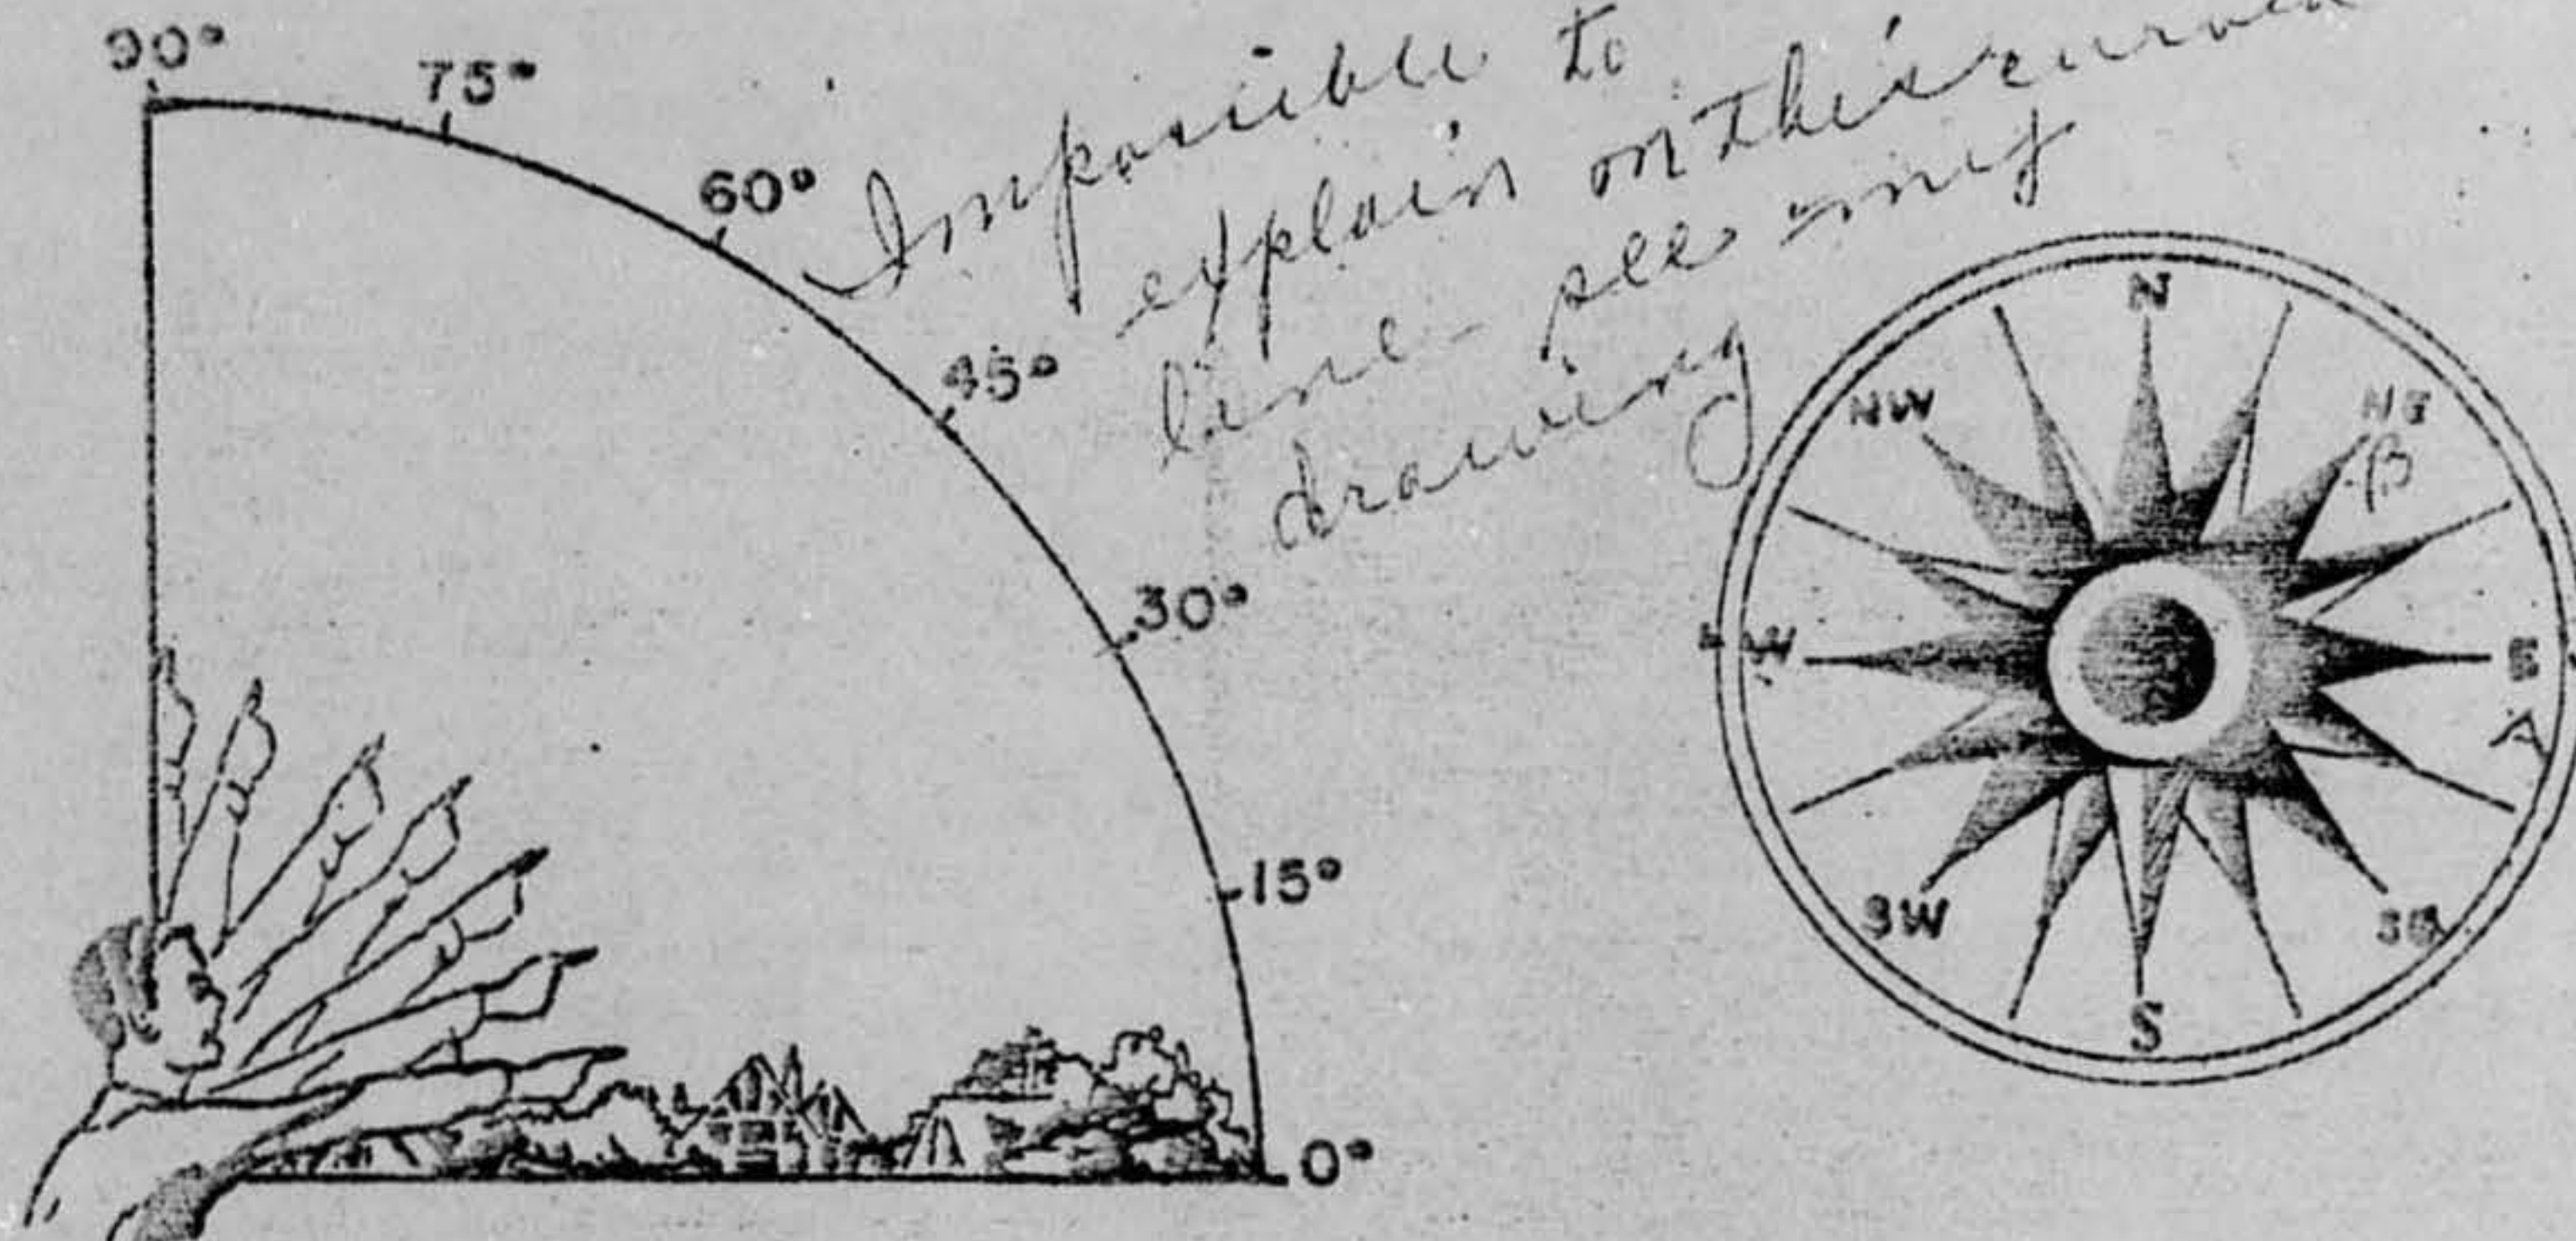 90°
75°
60°
45°
30°
15°
0°
Impossible to
explain on this curved
line - see my
drawing
N
NW
NE
B
W
E
A
SW
SE
S